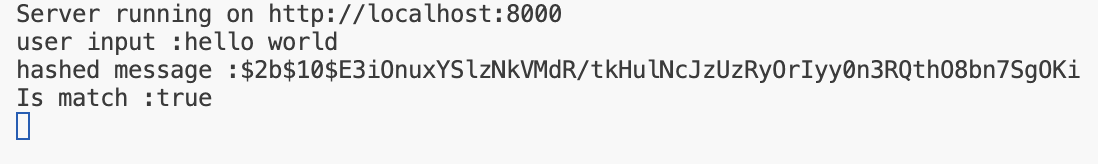 Server running on http://localhost:8000
user input :hello world
hashed message :$2b$10$E3iOnuxYSlzNkVMdR/tkHulNcJzUzRyOrIyy0n3RQthO8bn7SgOKi
Is match :true